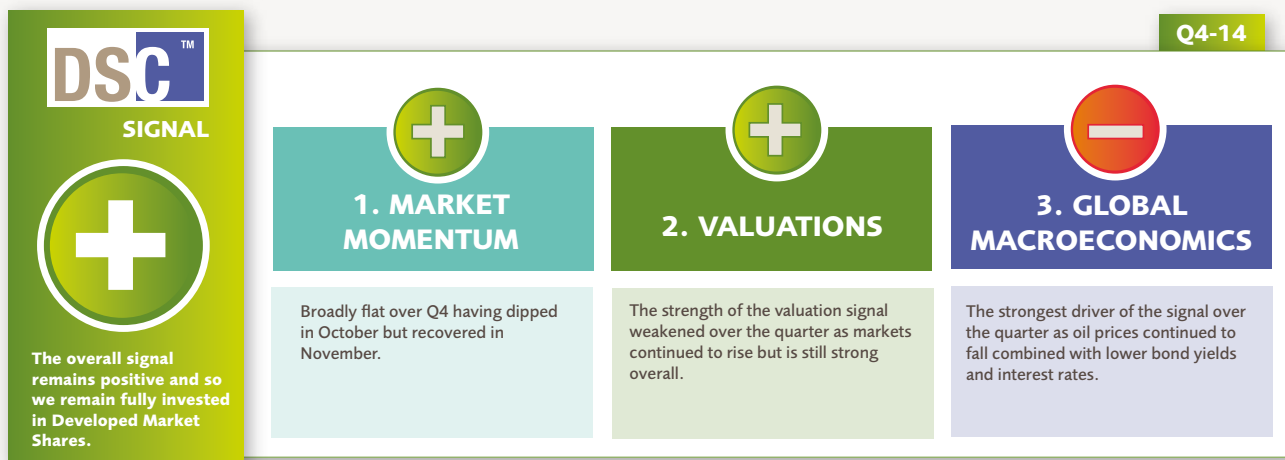 Q4-14
DSC™
SIGNAL
The overall signal
remains positive and so
we remain fully invested
in Developed Market
Shares.
1. MARKET
MOMENTUM
Broadly flat over Q4 having dipped
in October but recovered in
November.
2. VALUATIONS
The strength of the valuation signal
weakened over the quarter as markets
continued to rise but is still strong
overall.
3. GLOBAL
MACROECONOMICS
The strongest driver of the signal over
the quarter as oil prices continued to
fall combined with lower bond yields
and interest rates.